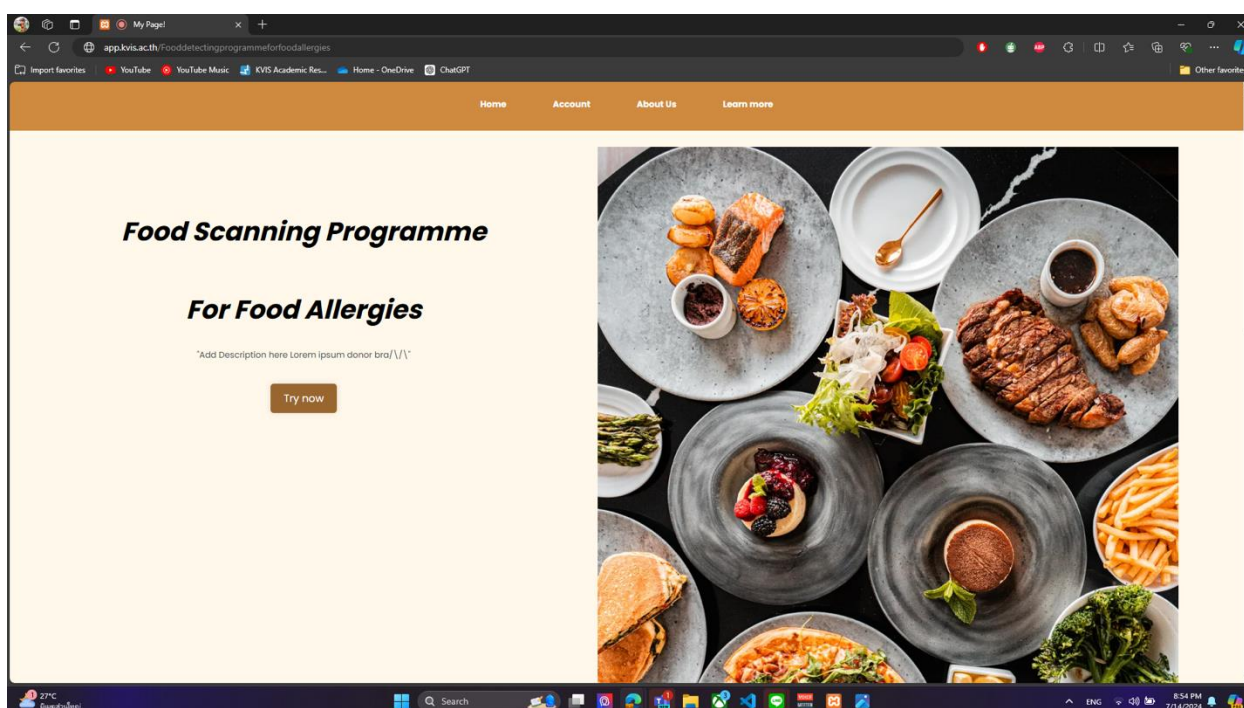 My Page!
app.kvis.ac.th/Fooddetectingprogrammeforfoodallergies
Import favorites YouTube YouTube Music KVIS Academic Res... Home - OneDrive ChatGPT Other favorite
Home Account About Us Learn more
Food Scanning Programme
For Food Allergies
"Add Description here Lorem ipsum donor bra/\/\"
Try now
27°C
Search
ENG
8:54 PM
7/14/2024